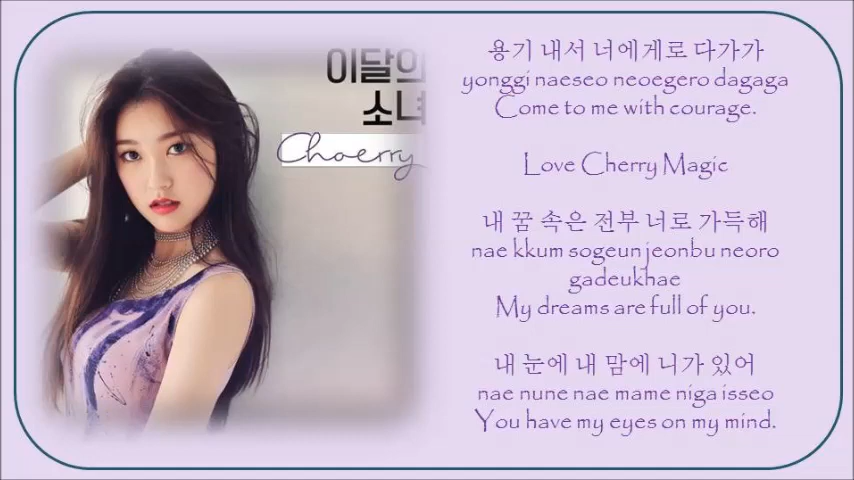 이달의
소녀
Choerry
용기 내서 너에게로 다가가
yonggi naeseo neoegero dagaga
Come to me with courage.
Love Cherry Magic
내 꿈 속은 전부 너로 가득해
nae kkum sogeun jeonbu neoro
gadeukhae
My dreams are full of you.
내 눈에 내 맘에 니가 있어
nae nune nae mame niga isseo
You have my eyes on my mind.